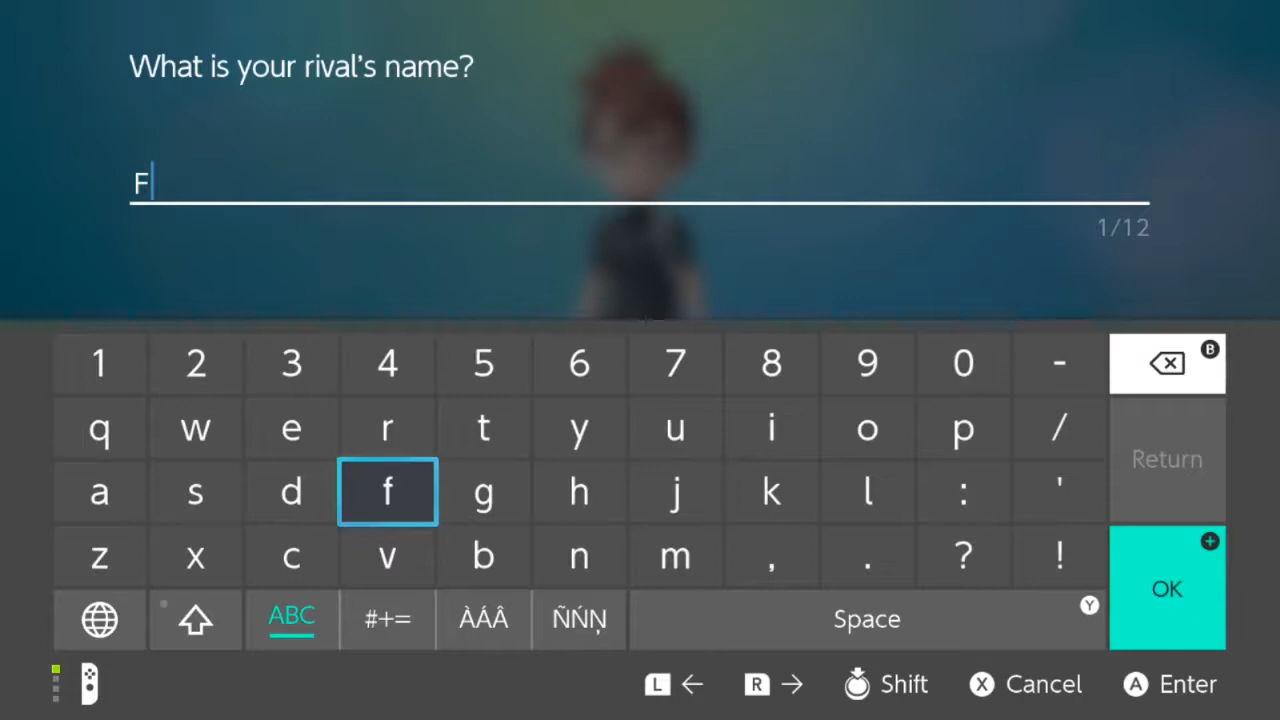 What is your rival's name?
F
1/12
1 2 3 4 5 6 7 8 9 0 - B
q w e r t y u i o p / Return
a s d f g h j k l : '
z x c v b n m , . ? ! + OK
ABC #+= ÀÁÂ ÑŃŅ Space Y
L ← R → Shift X Cancel A Enter